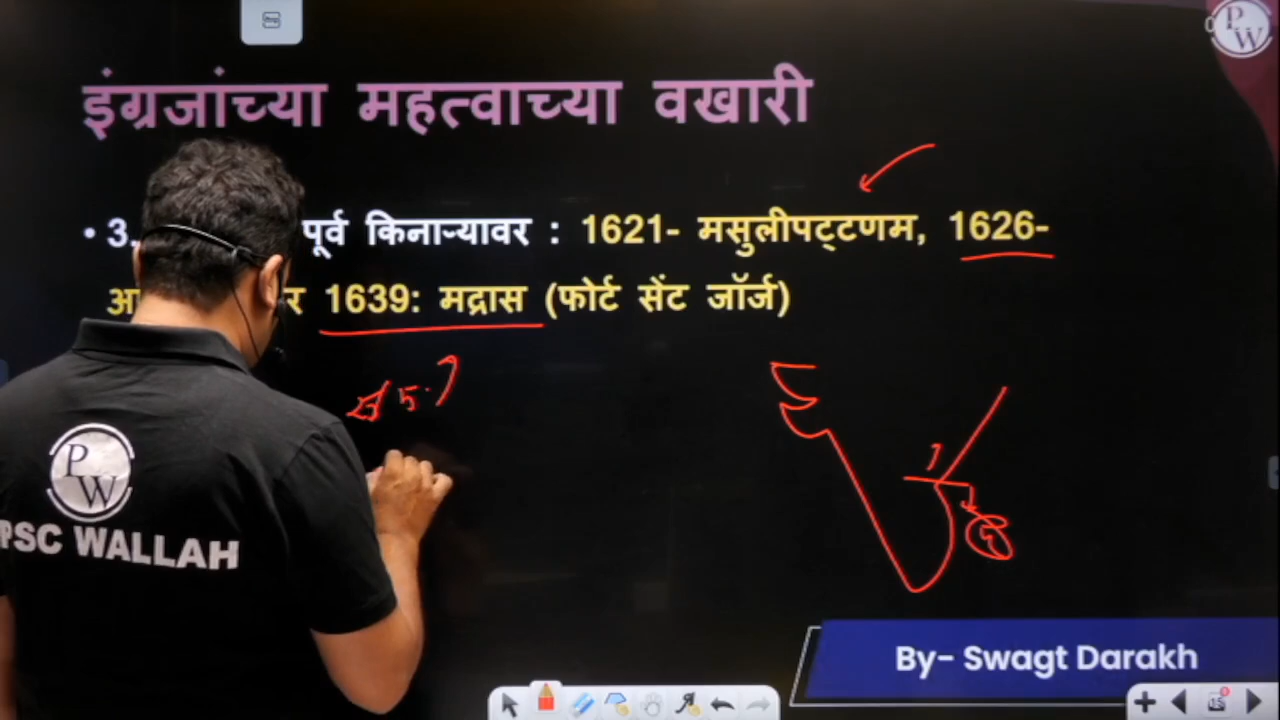 इंग्रजांच्या महत्वाच्या वखारी
• 3. पूर्व किनाऱ्यावर : 1621- मसुलीपट्टणम, 1626-
1639: मद्रास (फोर्ट सेंट जॉर्ज)
PW
PSC WALLAH
By- Swagt Darakh
PW